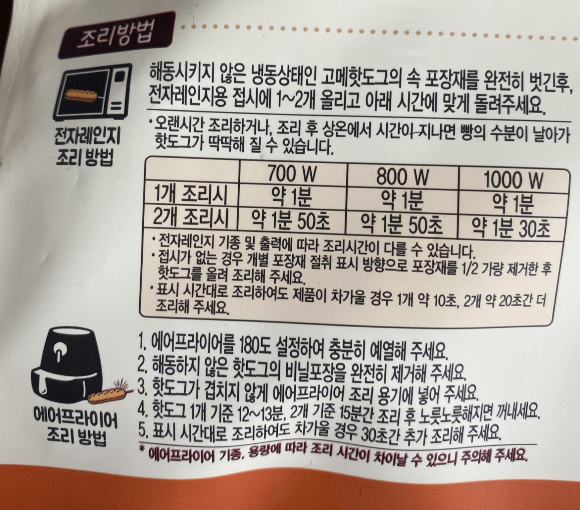 조리방법
해동시키지 않은 냉동상태인 고메핫도그의 속 포장재를 완전히 벗긴후,
전자레인지용 접시에 1~2개 올리고 아래 시간에 맞게 돌려주세요.
전자레인지
조리 방법
• 오랜시간 조리하거나, 조리 후 상온에서 시간이 지나면 빵의 수분이 날아가
핫도그가 딱딱해 질 수 있습니다.
700 W 800 W 1000 W
1개 조리시 약 1분 약 1분 약 1분
2개 조리시 약 1분 50초 약 1분 50초 약 1분 30초
• 전자레인지 기종 및 출력에 따라 조리시간이 다를 수 있습니다.
• 접시가 없는 경우 개별 포장재 절취 표시 방향으로 포장재를 1/2 가량 제거한 후
핫도그를 올려 조리해 주세요.
• 표시 시간대로 조리하여도 제품이 차가울 경우 1개 약 10초, 2개 약 20초간 더
조리해 주세요.
에어프라이어
조리 방법
1. 에어프라이어를 180도 설정하여 충분히 예열해 주세요.
2. 해동하지 않은 핫도그의 비닐포장을 완전히 제거해 주세요.
3. 핫도그가 겹치지 않게 에어프라이어 조리 용기에 넣어 주세요.
4. 핫도그 1개 기준 12~13분, 2개 기준 15분간 조리 후 노릇노릇해지면 꺼내세요.
5. 표시 시간대로 조리하여도 차가울 경우 30초간 추가 조리해 주세요.
* 에어프라이어 기종, 용량에 따라 조리 시간이 차이날 수 있으니 주의해 주세요.